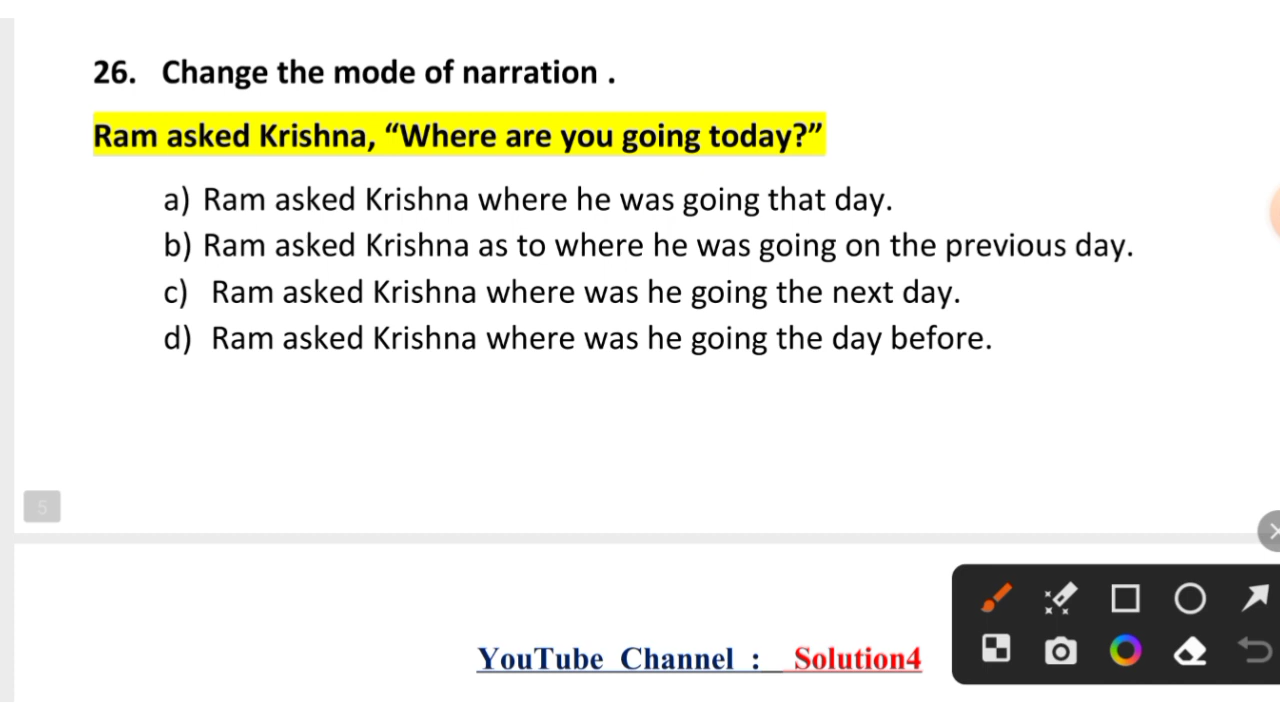 26. Change the mode of narration .
Ram asked Krishna, “Where are you going today?”
a) Ram asked Krishna where he was going that day.
b) Ram asked Krishna as to where he was going on the previous day.
c) Ram asked Krishna where was he going the next day.
d) Ram asked Krishna where was he going the day before.
5
YouTube Channel : Solution4